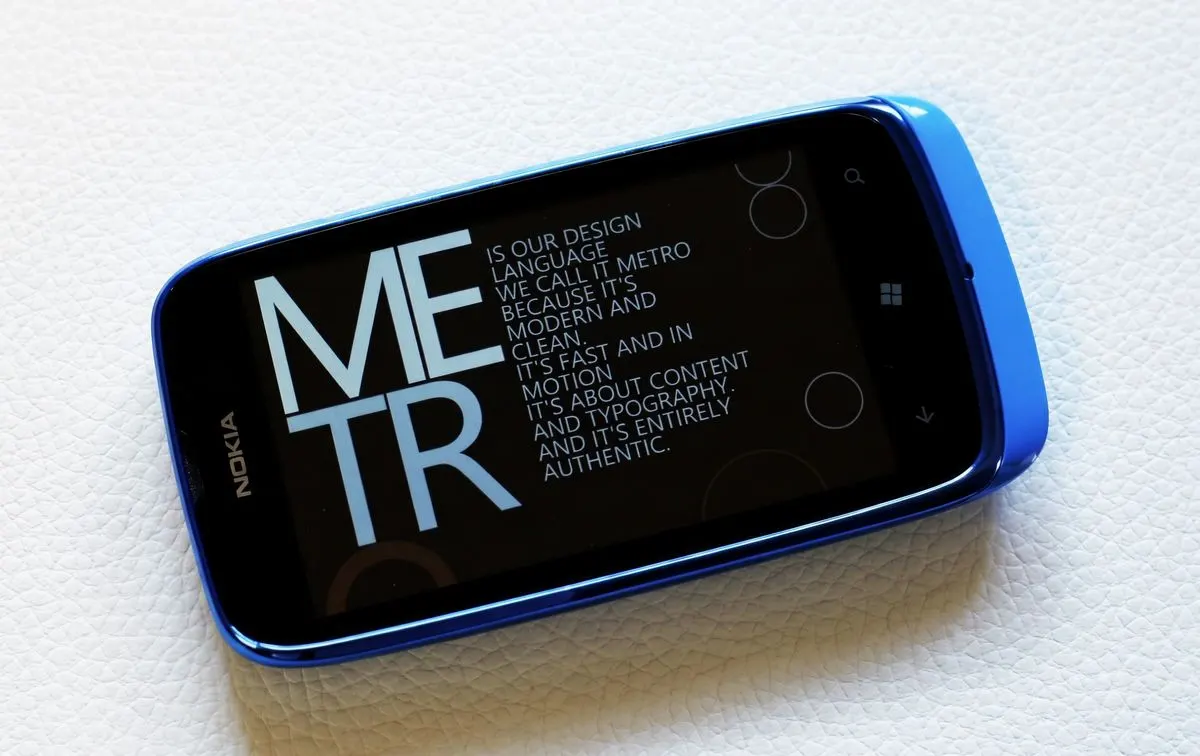 NOKIA
ME
TR
IS OUR DESIGN
LANGUAGE
WE CALL IT METRO
BECAUSE IT'S
MODERN AND
CLEAN.
IT'S FAST AND IN
MOTION
IT'S ABOUT CONTENT
AND TYPOGRAPHY.
AND IT'S ENTIRELY
AUTHENTIC.